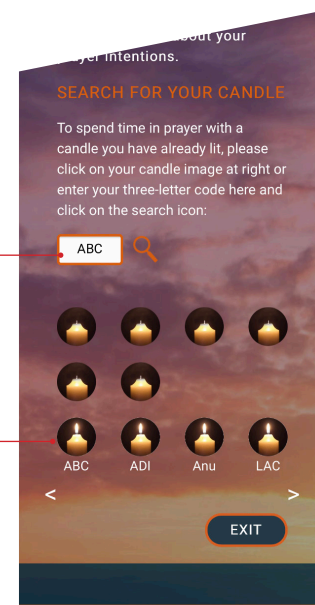 your
intentions.
SEARCH FOR YOUR CANDLE
To spend time in prayer with a
candle you have already lit, please
click on your candle image at right or
enter your three-letter code here and
click on the search icon:
ABC
ABC ADI Anu LAC
< >
EXIT